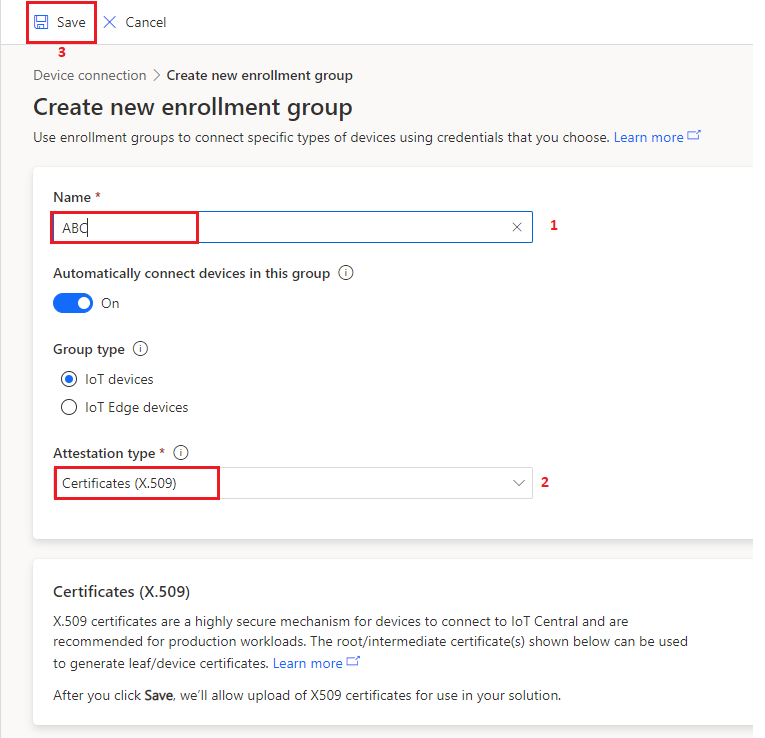 Save Cancel
3
Device connection > Create new enrollment group
Create new enrollment group
Use enrollment groups to connect specific types of devices using credentials that you choose. Learn more
Name *
ABC
1
Automatically connect devices in this group
On
Group type
IoT devices
IoT Edge devices
Attestation type *
Certificates (X.509)
2
Certificates (X.509)
X.509 certificates are a highly secure mechanism for devices to connect to IoT Central and are
recommended for production workloads. The root/intermediate certificate(s) shown below can be used
to generate leaf/device certificates. Learn more
After you click Save, we'll allow upload of X509 certificates for use in your solution.